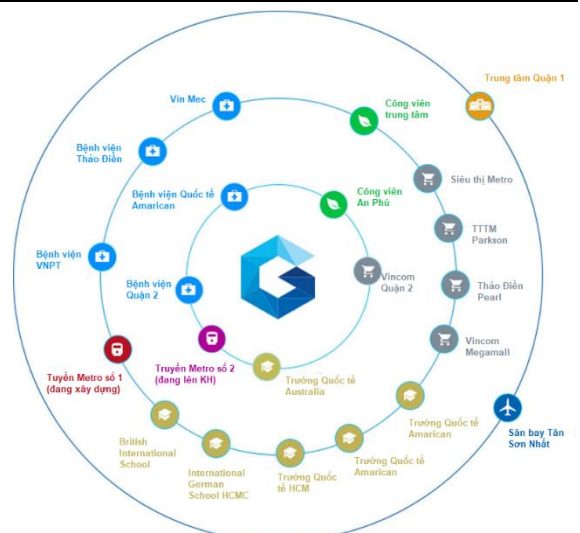 Trung tâm Quận 1
Vin Mec
Công viên
trung tâm
Bệnh viện
Thảo Điền
Siêu thị Metro
Bệnh viện Quốc tế
Amarican
Công viên
An Phú
TTTM
Parkson
Bệnh viện
VNPT
Bệnh viện
Quận 2
Vincom
Quận 2
Thảo Điền
Pearl
Vincom
Megamall
Tuyến Metro số 1
(đang xây dựng)
Truyến Metro số 2
(đang lên KH)
Trường Quốc tế
Australia
Trường Quốc tế
Amarican
Sân bay Tân
Sơn Nhất
British
International
School
International
German
School HCMC
Trường Quốc
tế HCM
Trường Quốc tế
Amarican